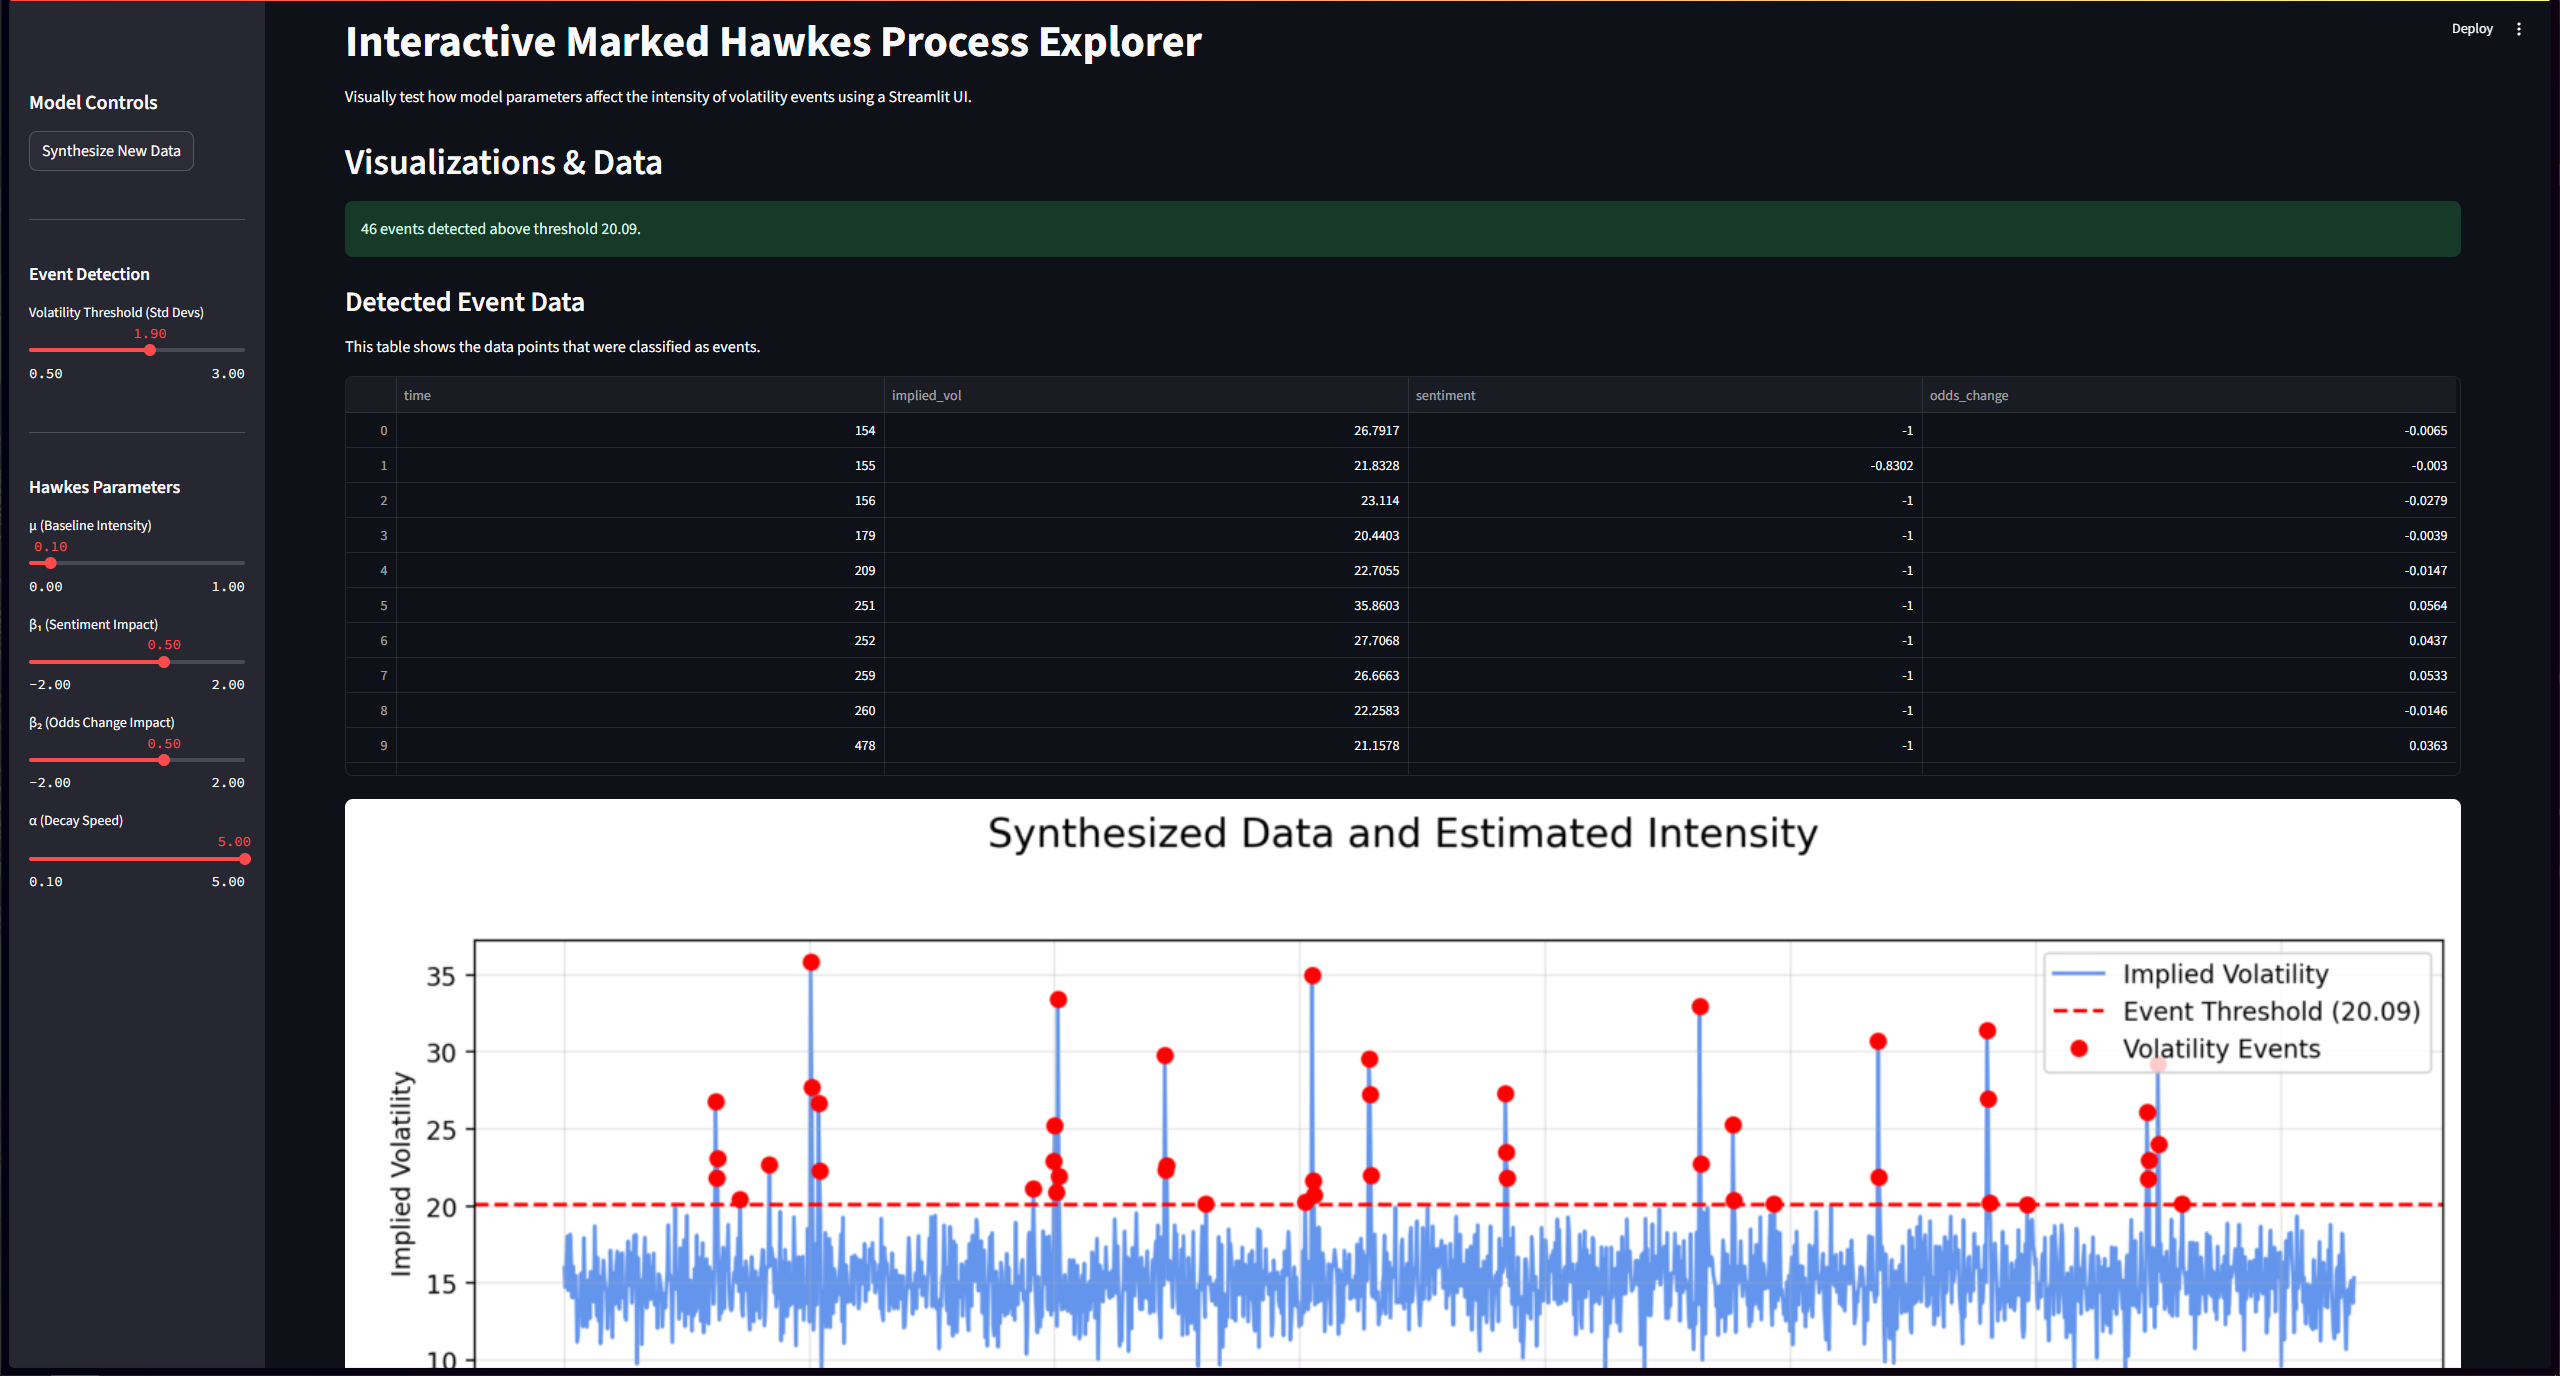 Deploy
Interactive Marked Hawkes Process Explorer
Visually test how model parameters affect the intensity of volatility events using a Streamlit UI.
Model Controls
Synthesize New Data
Event Detection
Volatility Threshold (Std Devs)
1.90
0.50 3.00
Hawkes Parameters
μ (Baseline Intensity)
0.10
0.00 1.00
β₁ (Sentiment Impact)
0.50
−2.00 2.00
β₂ (Odds Change Impact)
0.50
−2.00 2.00
α (Decay Speed)
5.00
0.10 5.00
Visualizations & Data
46 events detected above threshold 20.09.
Detected Event Data
This table shows the data points that were classified as events.
time implied_vol sentiment odds_change
0 154 26.7917 -1 -0.0065
1 155 21.8328 -0.8302 -0.003
2 156 23.114 -1 -0.0279
3 179 20.4403 -1 -0.0039
4 209 22.7055 -1 -0.0147
5 251 35.8603 -1 0.0564
6 252 27.7068 -1 0.0437
7 259 26.6663 -1 0.0533
8 260 22.2583 -1 -0.0146
9 478 21.1578 -1 0.0363
Synthesized Data and Estimated Intensity
Implied Volatility
35
30
25
20
15
10
Implied Volatility
Event Threshold (20.09)
Volatility Events